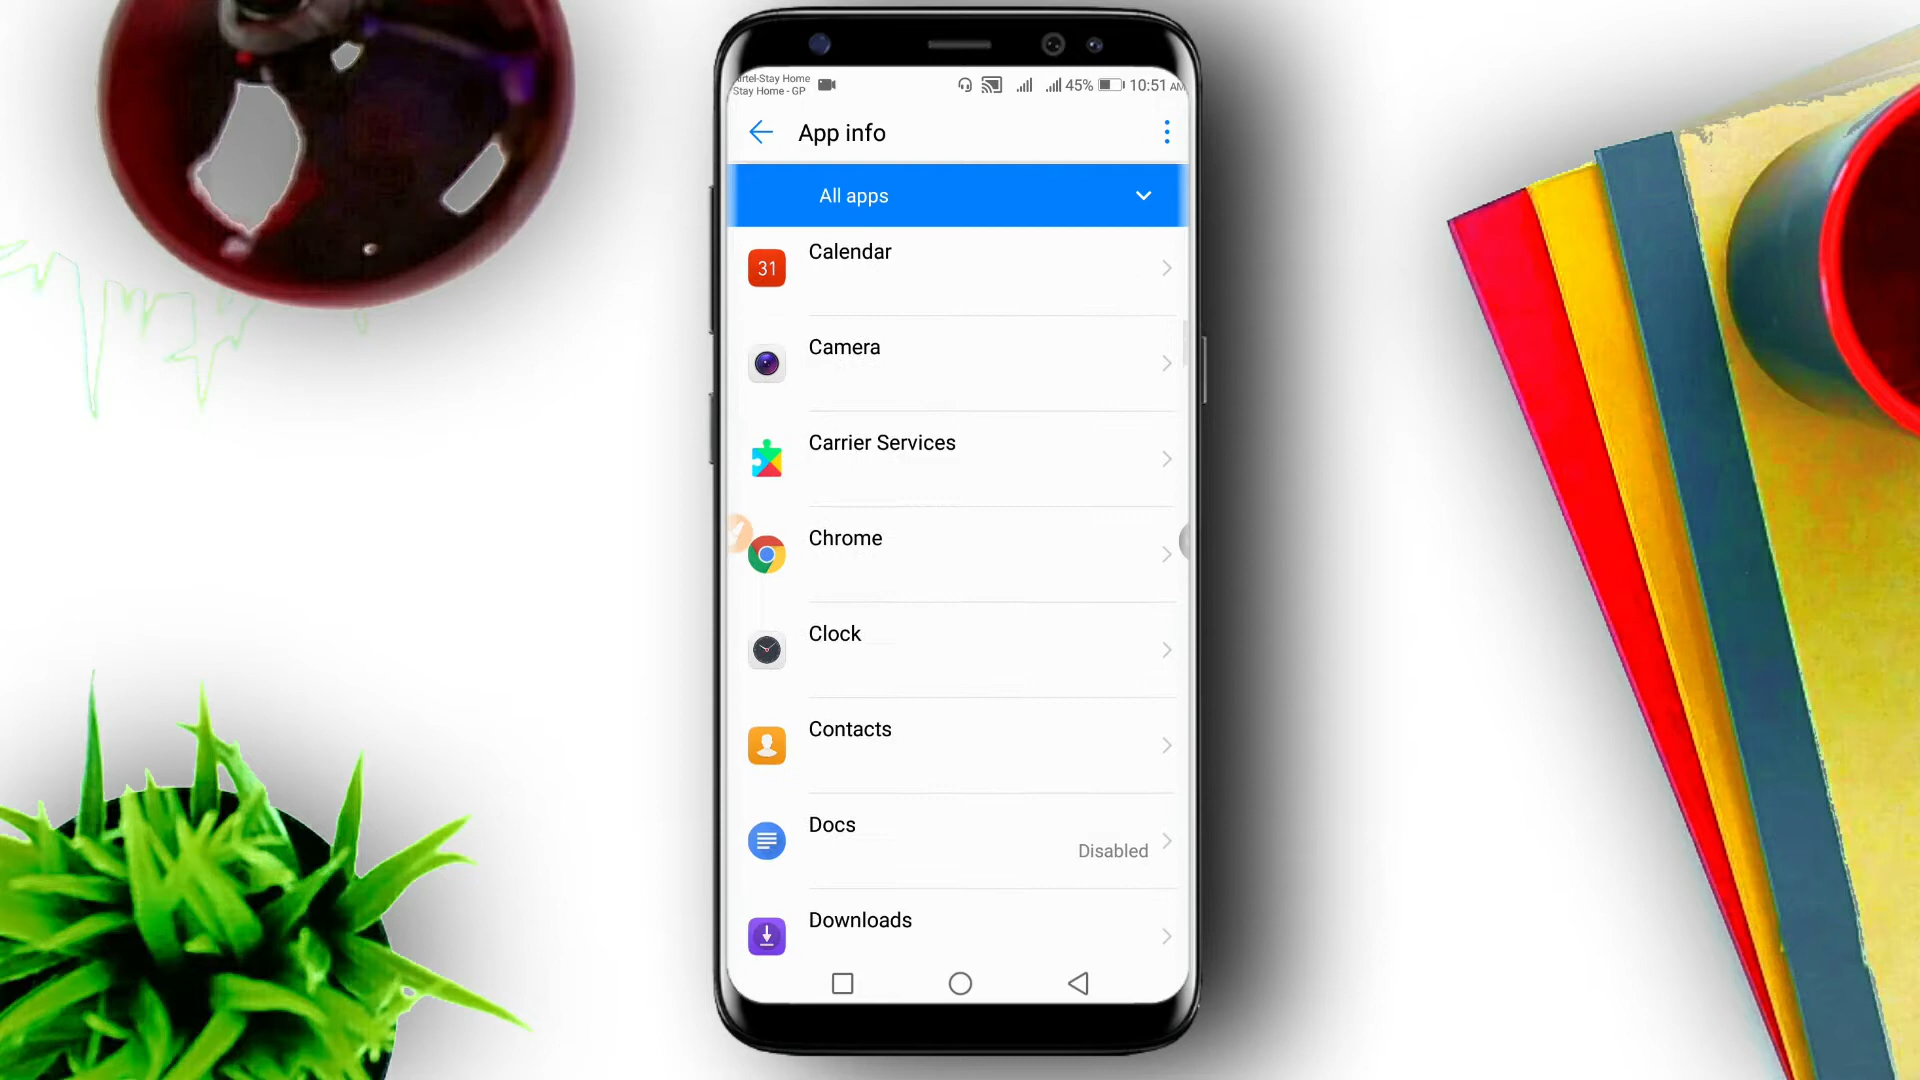 Airtel-Stay Home
Stay Home - GP
45%
10:51 AM
App info
All apps
31
Calendar
Camera
Carrier Services
Chrome
Clock
Contacts
Docs
Disabled
Downloads